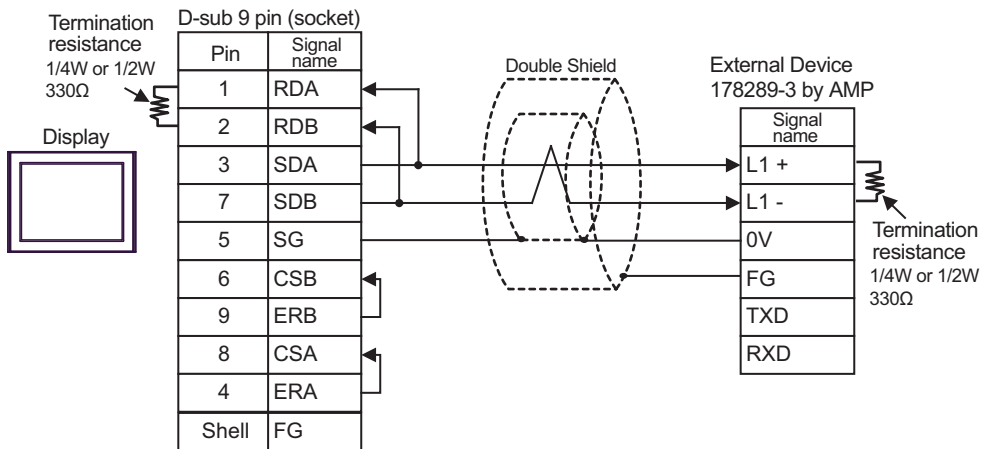 Termination
resistance
1/4W or 1/2W
330Ω
Display
D-sub 9 pin (socket)
Pin Signal name
1 RDA
2 RDB
3 SDA
7 SDB
5 SG
6 CSB
9 ERB
8 CSA
4 ERA
Shell FG
Double Shield
External Device
178289-3 by AMP
Signal
name
L1 +
L1 -
0V
FG
TXD
RXD
Termination
resistance
1/4W or 1/2W
330Ω